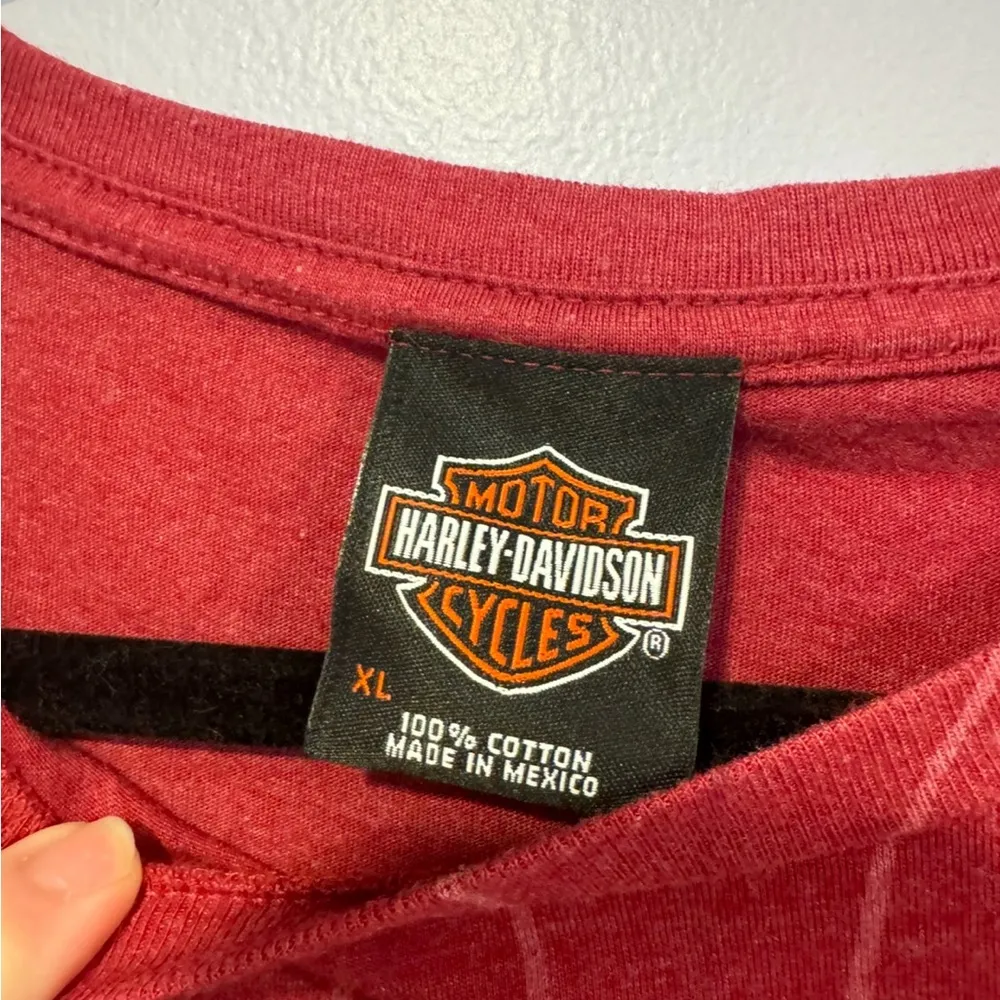 MOTOR
HARLEY-DAVIDSON
CYCLES
®
XL
100% COTTON
MADE IN MEXICO